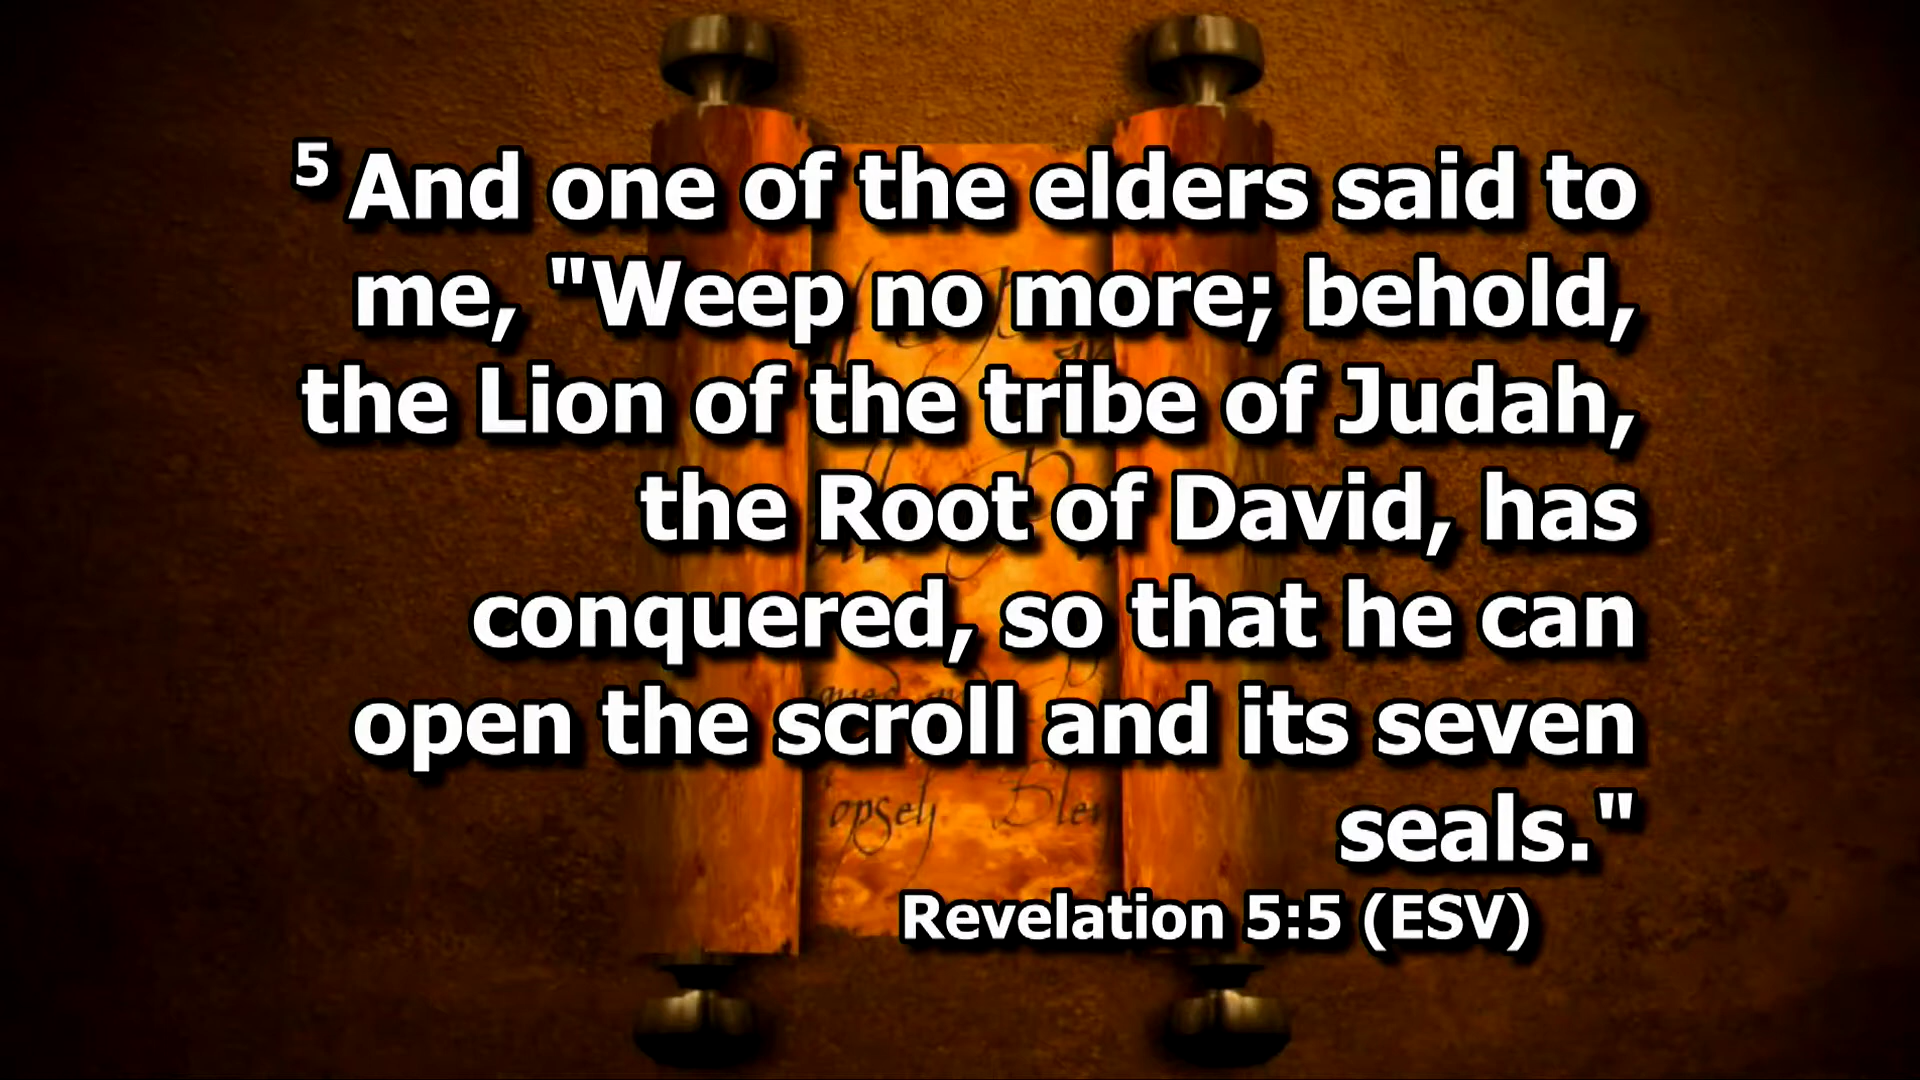 5 And one of the elders said to
me, "Weep no more; behold,
the Lion of the tribe of Judah,
the Root of David, has
conquered, so that he can
open the scroll and its seven
seals."
Revelation 5:5 (ESV)